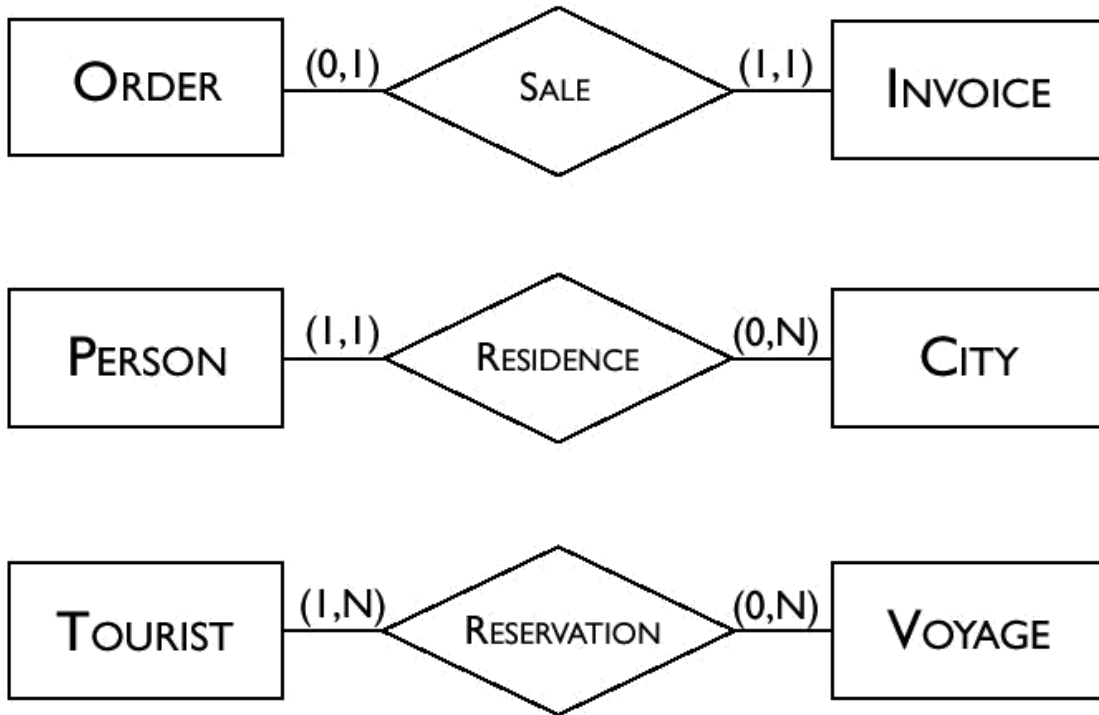 ORDER (0,1) SALE (1,1) INVOICE
PERSON (1,1) RESIDENCE (0,N) CITY
TOURIST (1,N) RESERVATION (0,N) VOYAGE